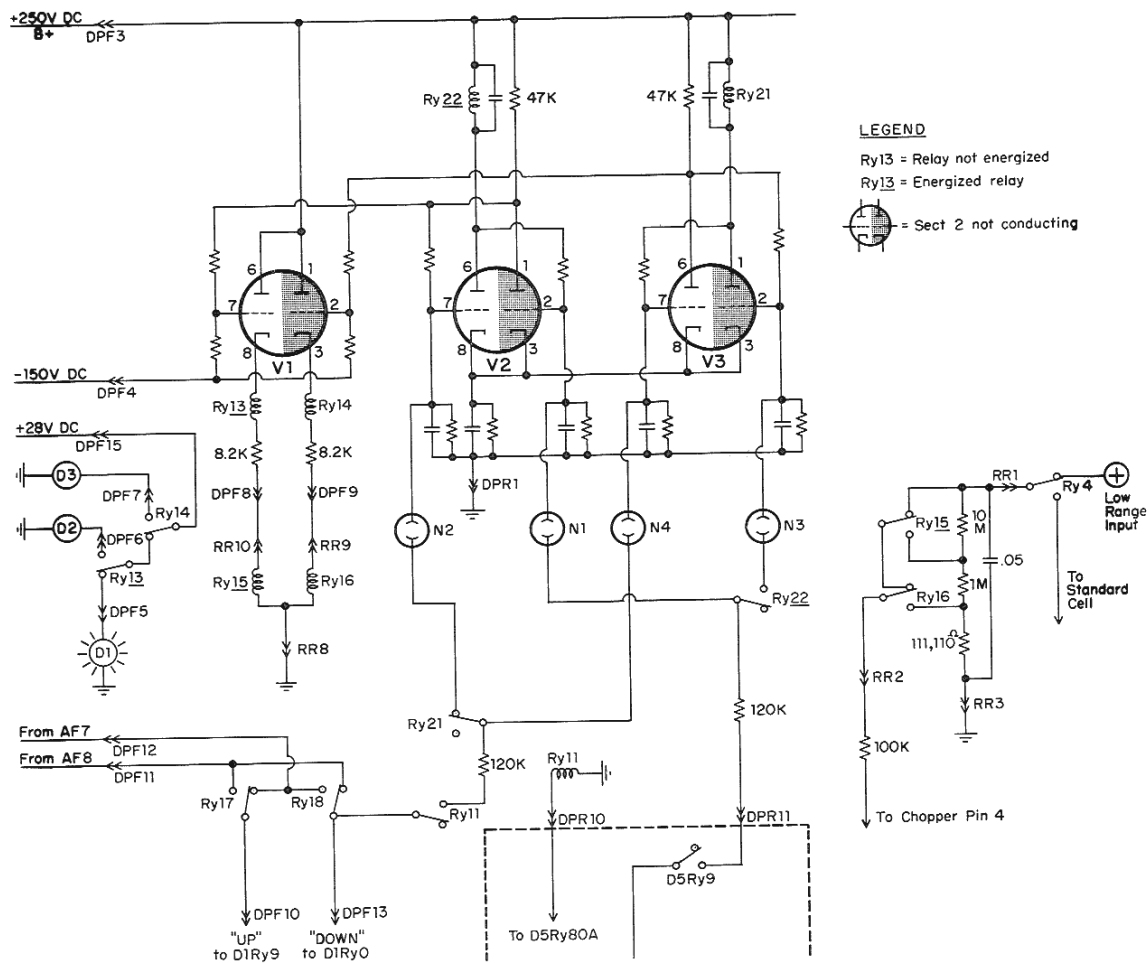 +250V DC
B+
DPF3
Ry22
47K
47K
Ry21
LEGEND
Ry13 = Relay not energized
Ry13 = Energized relay
= Sect 2 not conducting
6
1
7
2
8
3
V1
6
1
7
2
8
3
V2
6
1
7
2
8
3
V3
-150V DC
DPF4
Ry13
Ry14
+28V DC
DPF15
8.2K
8.2K
D3
DPF7
Ry14
DPF8
DPF9
D2
DPF6
Ry13
RR10
RR9
DPF5
Ry15
Ry16
D1
RR8
DPR1
N2
N1
N4
N3
Ry22
RR1
Ry4
Low
Range
Input
Ry15
10
M
.05
To
Standard
Cell
Ry16
1M
111,110Ω
RR2
RR3
100K
To Chopper Pin 4
From AF7
DPF12
From AF8
DPF11
Ry21
120K
120K
Ry17
Ry18
Ry11
Ry11
DPR10
DPR11
D5Ry9
DPF10
DPF13
"UP"
to D1Ry9
"DOWN"
to D1Ry0
To D5Ry80A